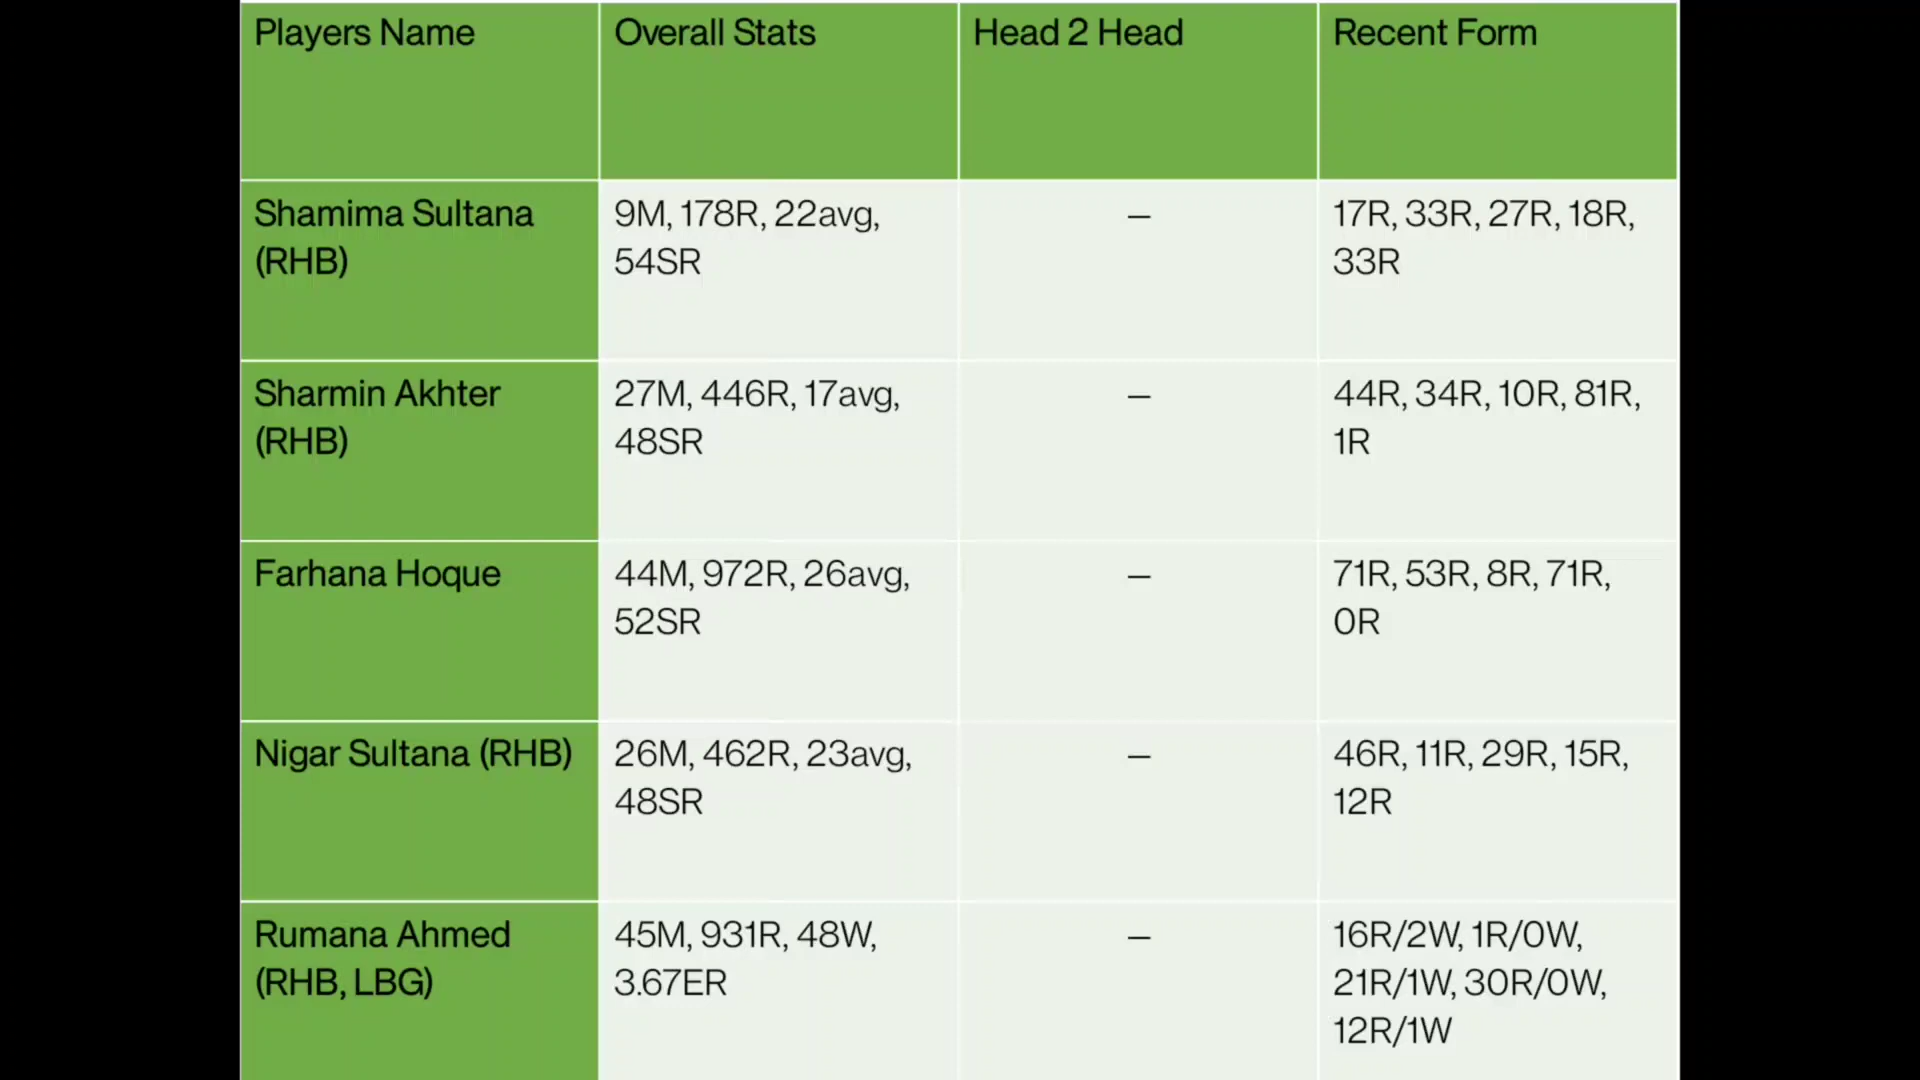 Players Name
Overall Stats
Head 2 Head
Recent Form
Shamima Sultana
(RHB)
9M, 178R, 22avg,
54SR
–
17R, 33R, 27R, 18R,
33R
Sharmin Akhter
(RHB)
27M, 446R, 17avg,
48SR
–
44R, 34R, 10R, 81R,
1R
Farhana Hoque
44M, 972R, 26avg,
52SR
–
71R, 53R, 8R, 71R,
0R
Nigar Sultana (RHB)
26M, 462R, 23avg,
48SR
–
46R, 11R, 29R, 15R,
12R
Rumana Ahmed
(RHB, LBG)
45M, 931R, 48W,
3.67ER
–
16R/2W, 1R/0W,
21R/1W, 30R/0W,
12R/1W